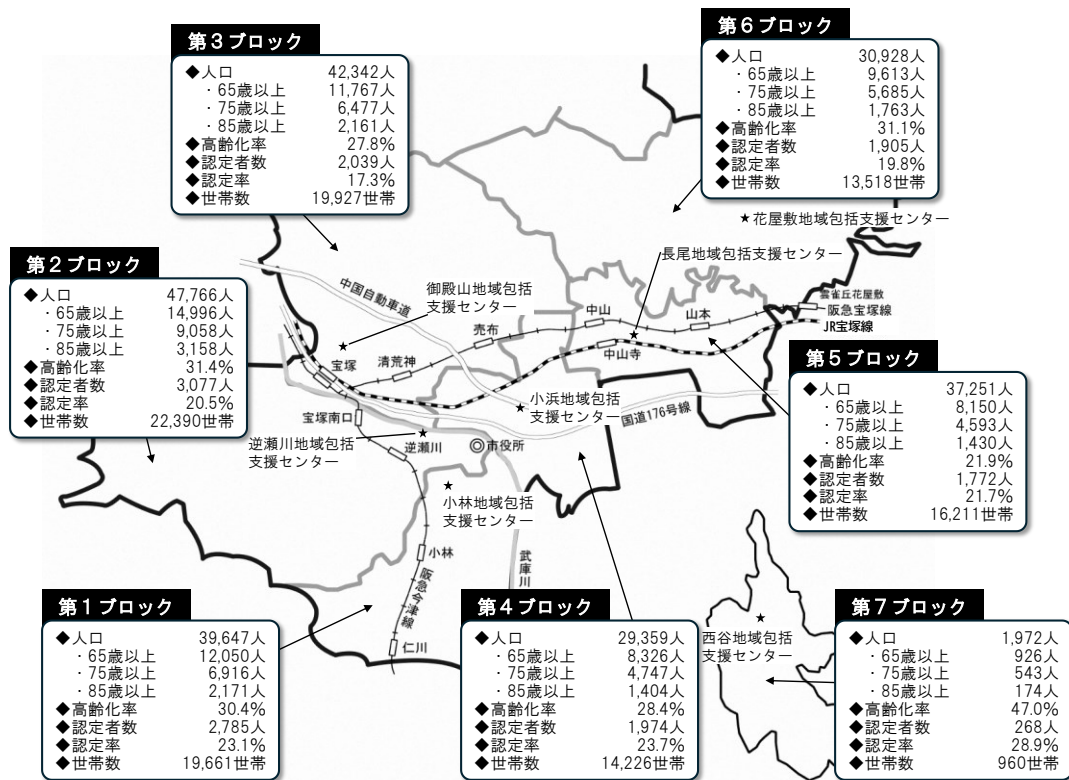 第3ブロック
◆人口 42,342人
・65歳以上 11,767人
・75歳以上 6,477人
・85歳以上 2,161人
◆高齢化率 27.8%
◆認定者数 2,039人
◆認定率 17.3%
◆世帯数 19,927世帯
第6ブロック
◆人口 30,928人
・65歳以上 9,613人
・75歳以上 5,685人
・85歳以上 1,763人
◆高齢化率 31.1%
◆認定者数 1,905人
◆認定率 19.8%
◆世帯数 13,518世帯
★花屋敷地域包括支援センター
長尾地域包括支援センター
★
第2ブロック
◆人口 47,766人
・65歳以上 14,996人
・75歳以上 9,058人
・85歳以上 3,158人
◆高齢化率 31.4%
◆認定者数 3,077人
◆認定率 20.5%
◆世帯数 22,390世帯
中国自動車道
御殿山地域包括
支援センター
★
雲雀丘花屋敷
阪急宝塚線
JR宝塚線
中山
山本
売布
中山寺
清荒神
宝塚
宝塚南口
★
小浜地域包括
支援センター
国道176号線
逆瀬川地域包括
支援センター
★
逆瀬川
◎市役所
★
小林地域包括
支援センター
小林
阪急今津線
武庫川
仁川
第5ブロック
◆人口 37,251人
・65歳以上 8,150人
・75歳以上 4,593人
・85歳以上 1,430人
◆高齢化率 21.9%
◆認定者数 1,772人
◆認定率 21.7%
◆世帯数 16,211世帯
第1ブロック
◆人口 39,647人
・65歳以上 12,050人
・75歳以上 6,916人
・85歳以上 2,171人
◆高齢化率 30.4%
◆認定者数 2,785人
◆認定率 23.1%
◆世帯数 19,661世帯
第4ブロック
◆人口 29,359人
・65歳以上 8,326人
・75歳以上 4,747人
・85歳以上 1,404人
◆高齢化率 28.4%
◆認定者数 1,974人
◆認定率 23.7%
◆世帯数 14,226世帯
★
西谷地域包括
支援センター
第7ブロック
◆人口 1,972人
・65歳以上 926人
・75歳以上 543人
・85歳以上 174人
◆高齢化率 47.0%
◆認定者数 268人
◆認定率 28.9%
◆世帯数 960世帯